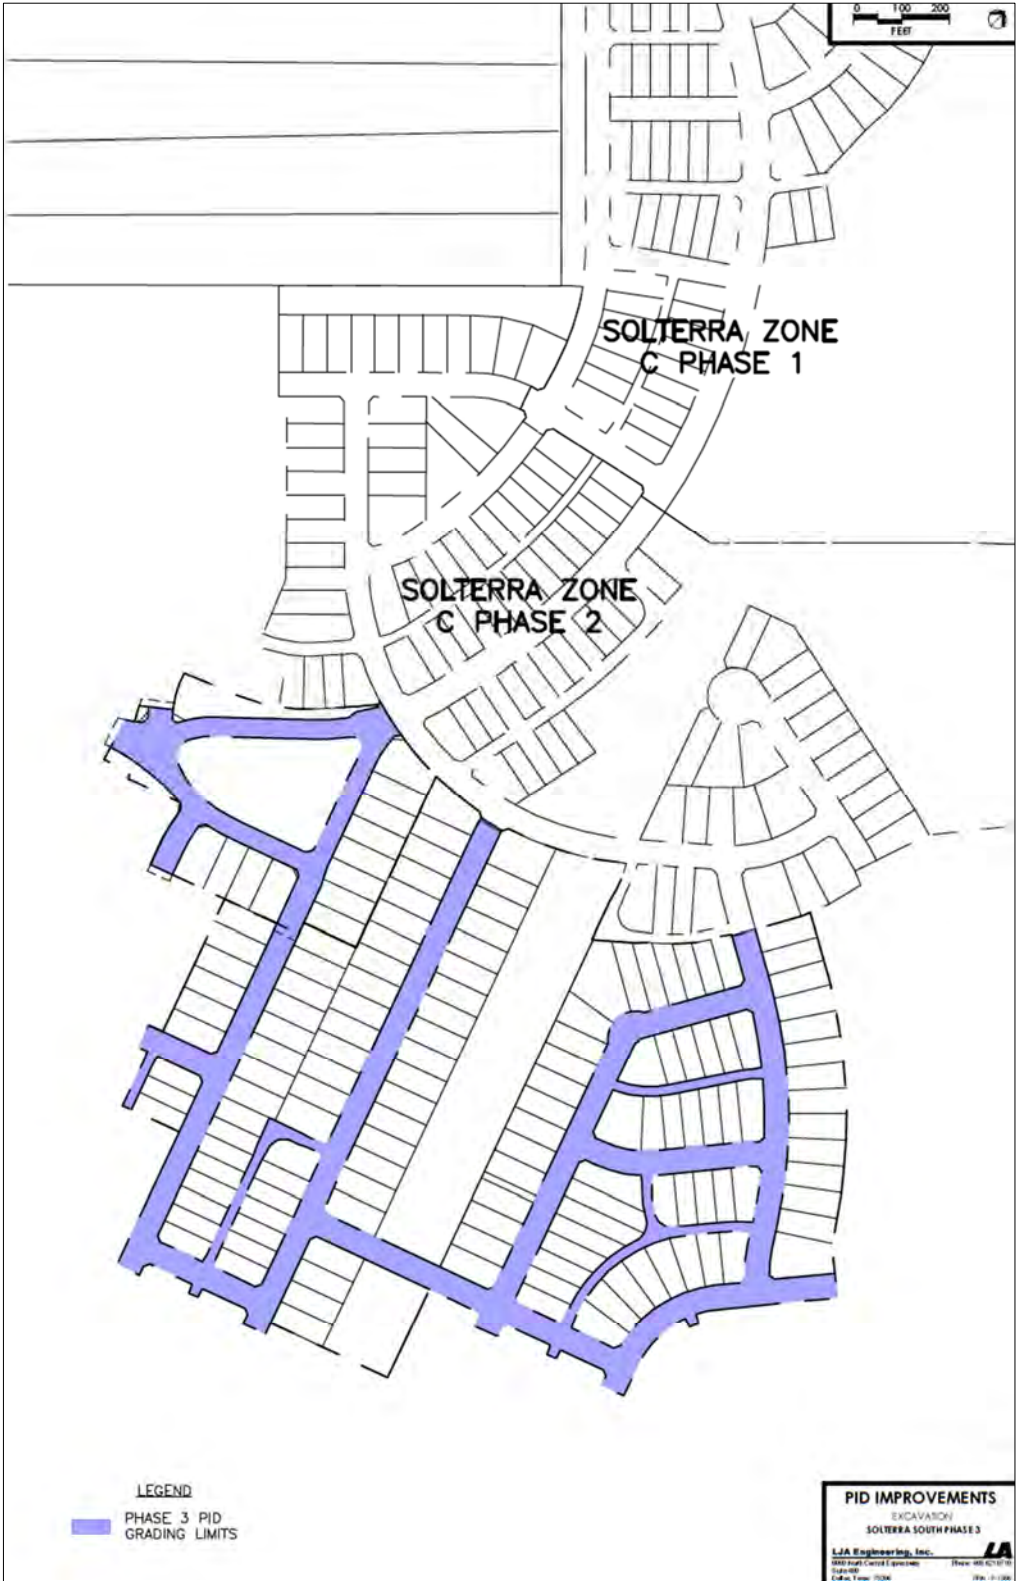 0 100 200
FEET
SOLTERRA ZONE
C PHASE 1
SOLTERRA ZONE
C PHASE 2
LEGEND
PHASE 3 PID
GRADING LIMITS
PID IMPROVEMENTS
EXCAVATION
SOLTERRA SOUTH PHASE 3
LJA Engineering, Inc.